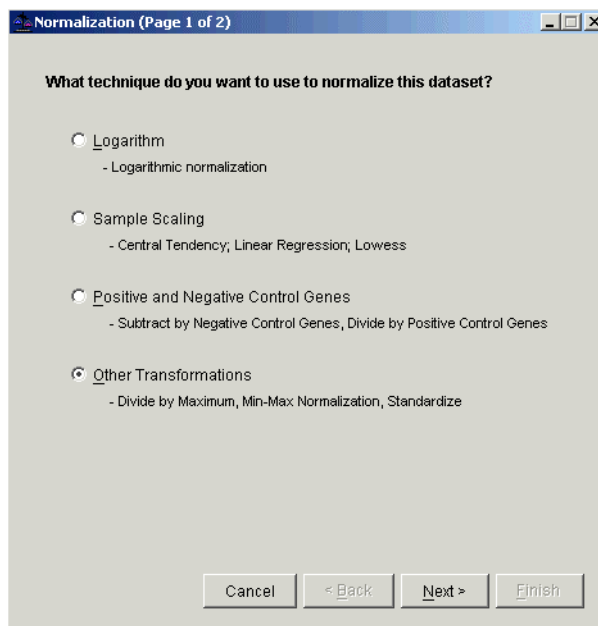 Normalization (Page 1 of 2)
What technique do you want to use to normalize this dataset?
Logarithm
- Logarithmic normalization
Sample Scaling
- Central Tendency; Linear Regression; Lowess
Positive and Negative Control Genes
- Subtract by Negative Control Genes, Divide by Positive Control Genes
Other Transformations
- Divide by Maximum, Min-Max Normalization, Standardize
Cancel < Back Next > Finish